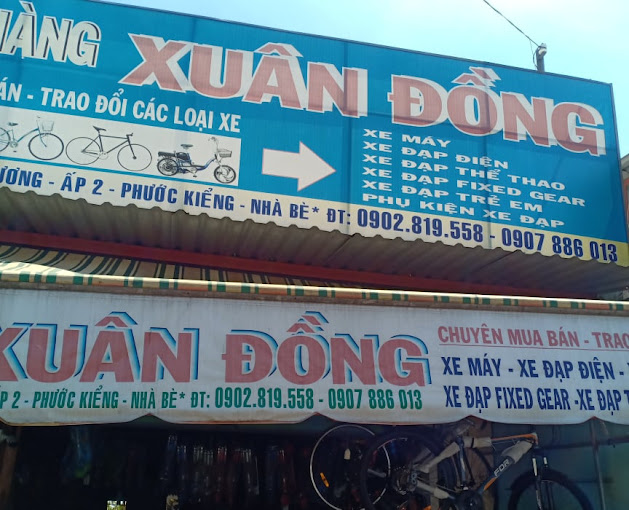 HÀNG XUÂN ĐỒNG
ÁN - TRAO ĐỔI CÁC LOẠI XE
XE MÁY
XE ĐẠP ĐIỆN
XE ĐẠP THỂ THAO
XE ĐẠP FIXED GEAR
XE ĐẠP TRẺ EM
PHỤ KIỆN XE ĐẠP
ƯƠNG - ẤP 2 - PHƯỚC KIỂNG - NHÀ BÈ* ĐT: 0902.819.558 - 0907 886 013
XUÂN ĐỒNG
P 2 - PHƯỚC KIỂNG - NHÀ BÈ* ĐT: 0902.819.558 - 0907 886 013
CHUYÊN MUA BÁN - TRAO
XE MÁY - XE ĐẠP ĐIỆN -
XE ĐẠP FIXED GEAR -XE ĐẠP T
FDR